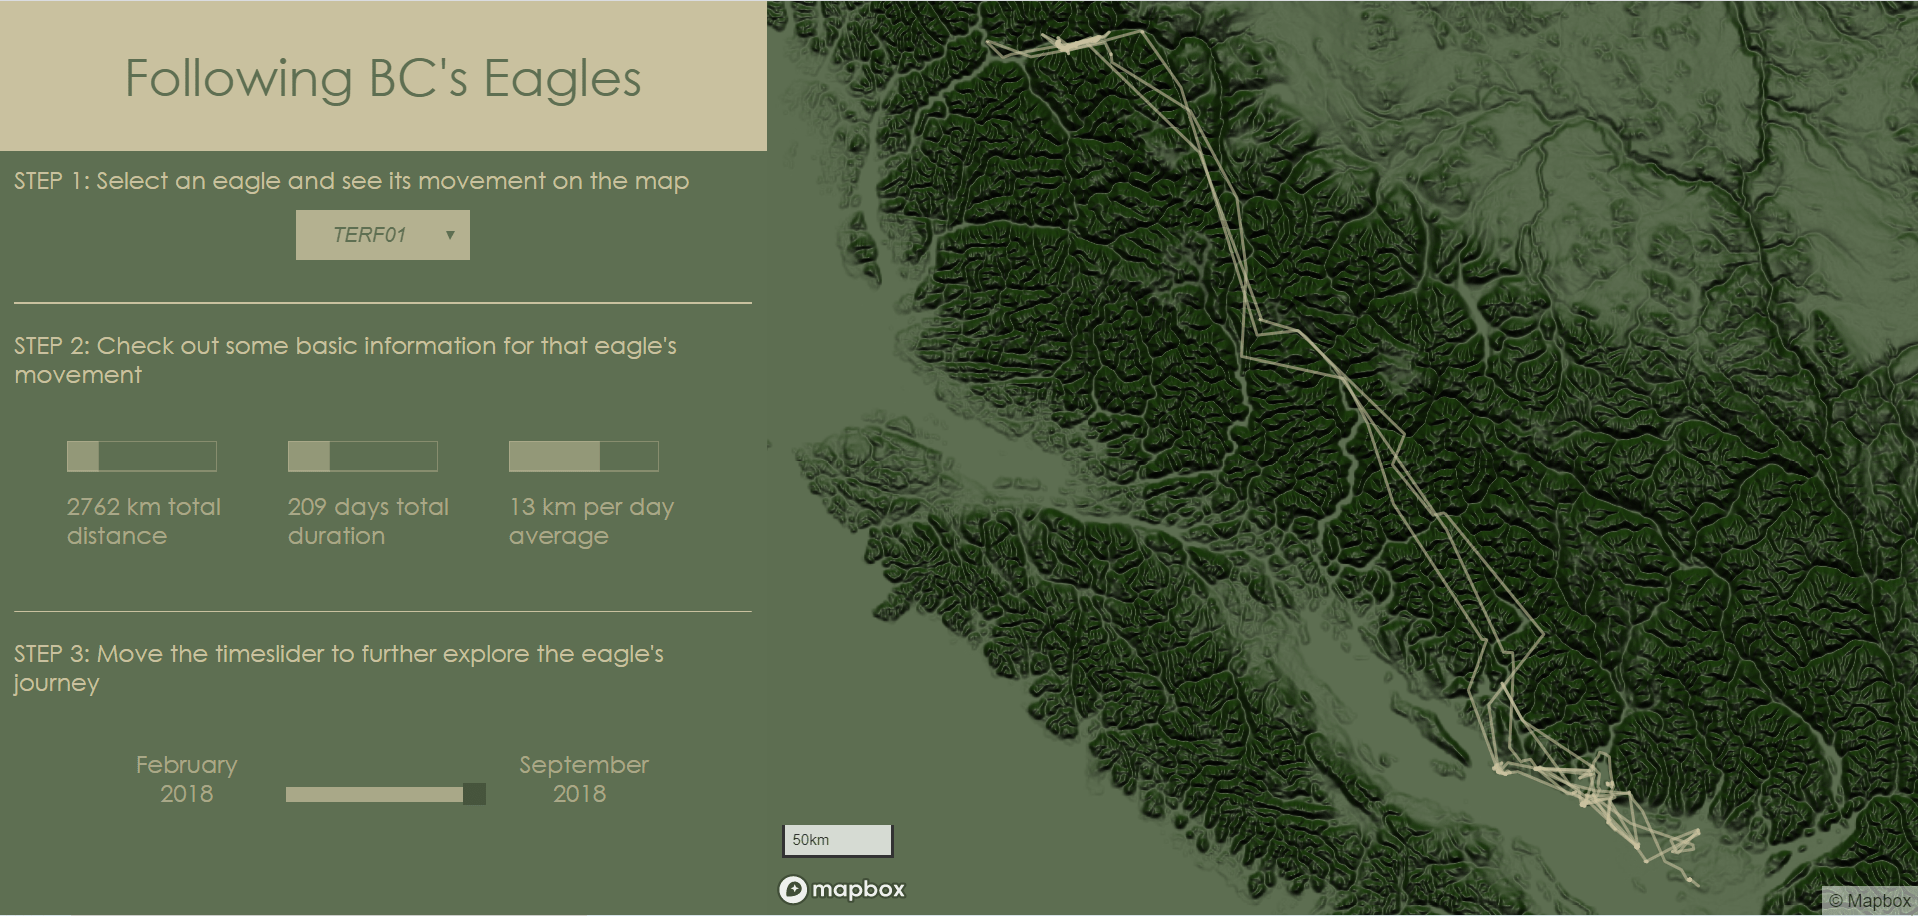 Following BC's Eagles
STEP 1: Select an eagle and see its movement on the map
TERF01
STEP 2: Check out some basic information for that eagle's
movement
2762 km total
distance
209 days total
duration
13 km per day
average
STEP 3: Move the timeslider to further explore the eagle's
journey
February
2018
September
2018
50km
mapbox
© Mapbox